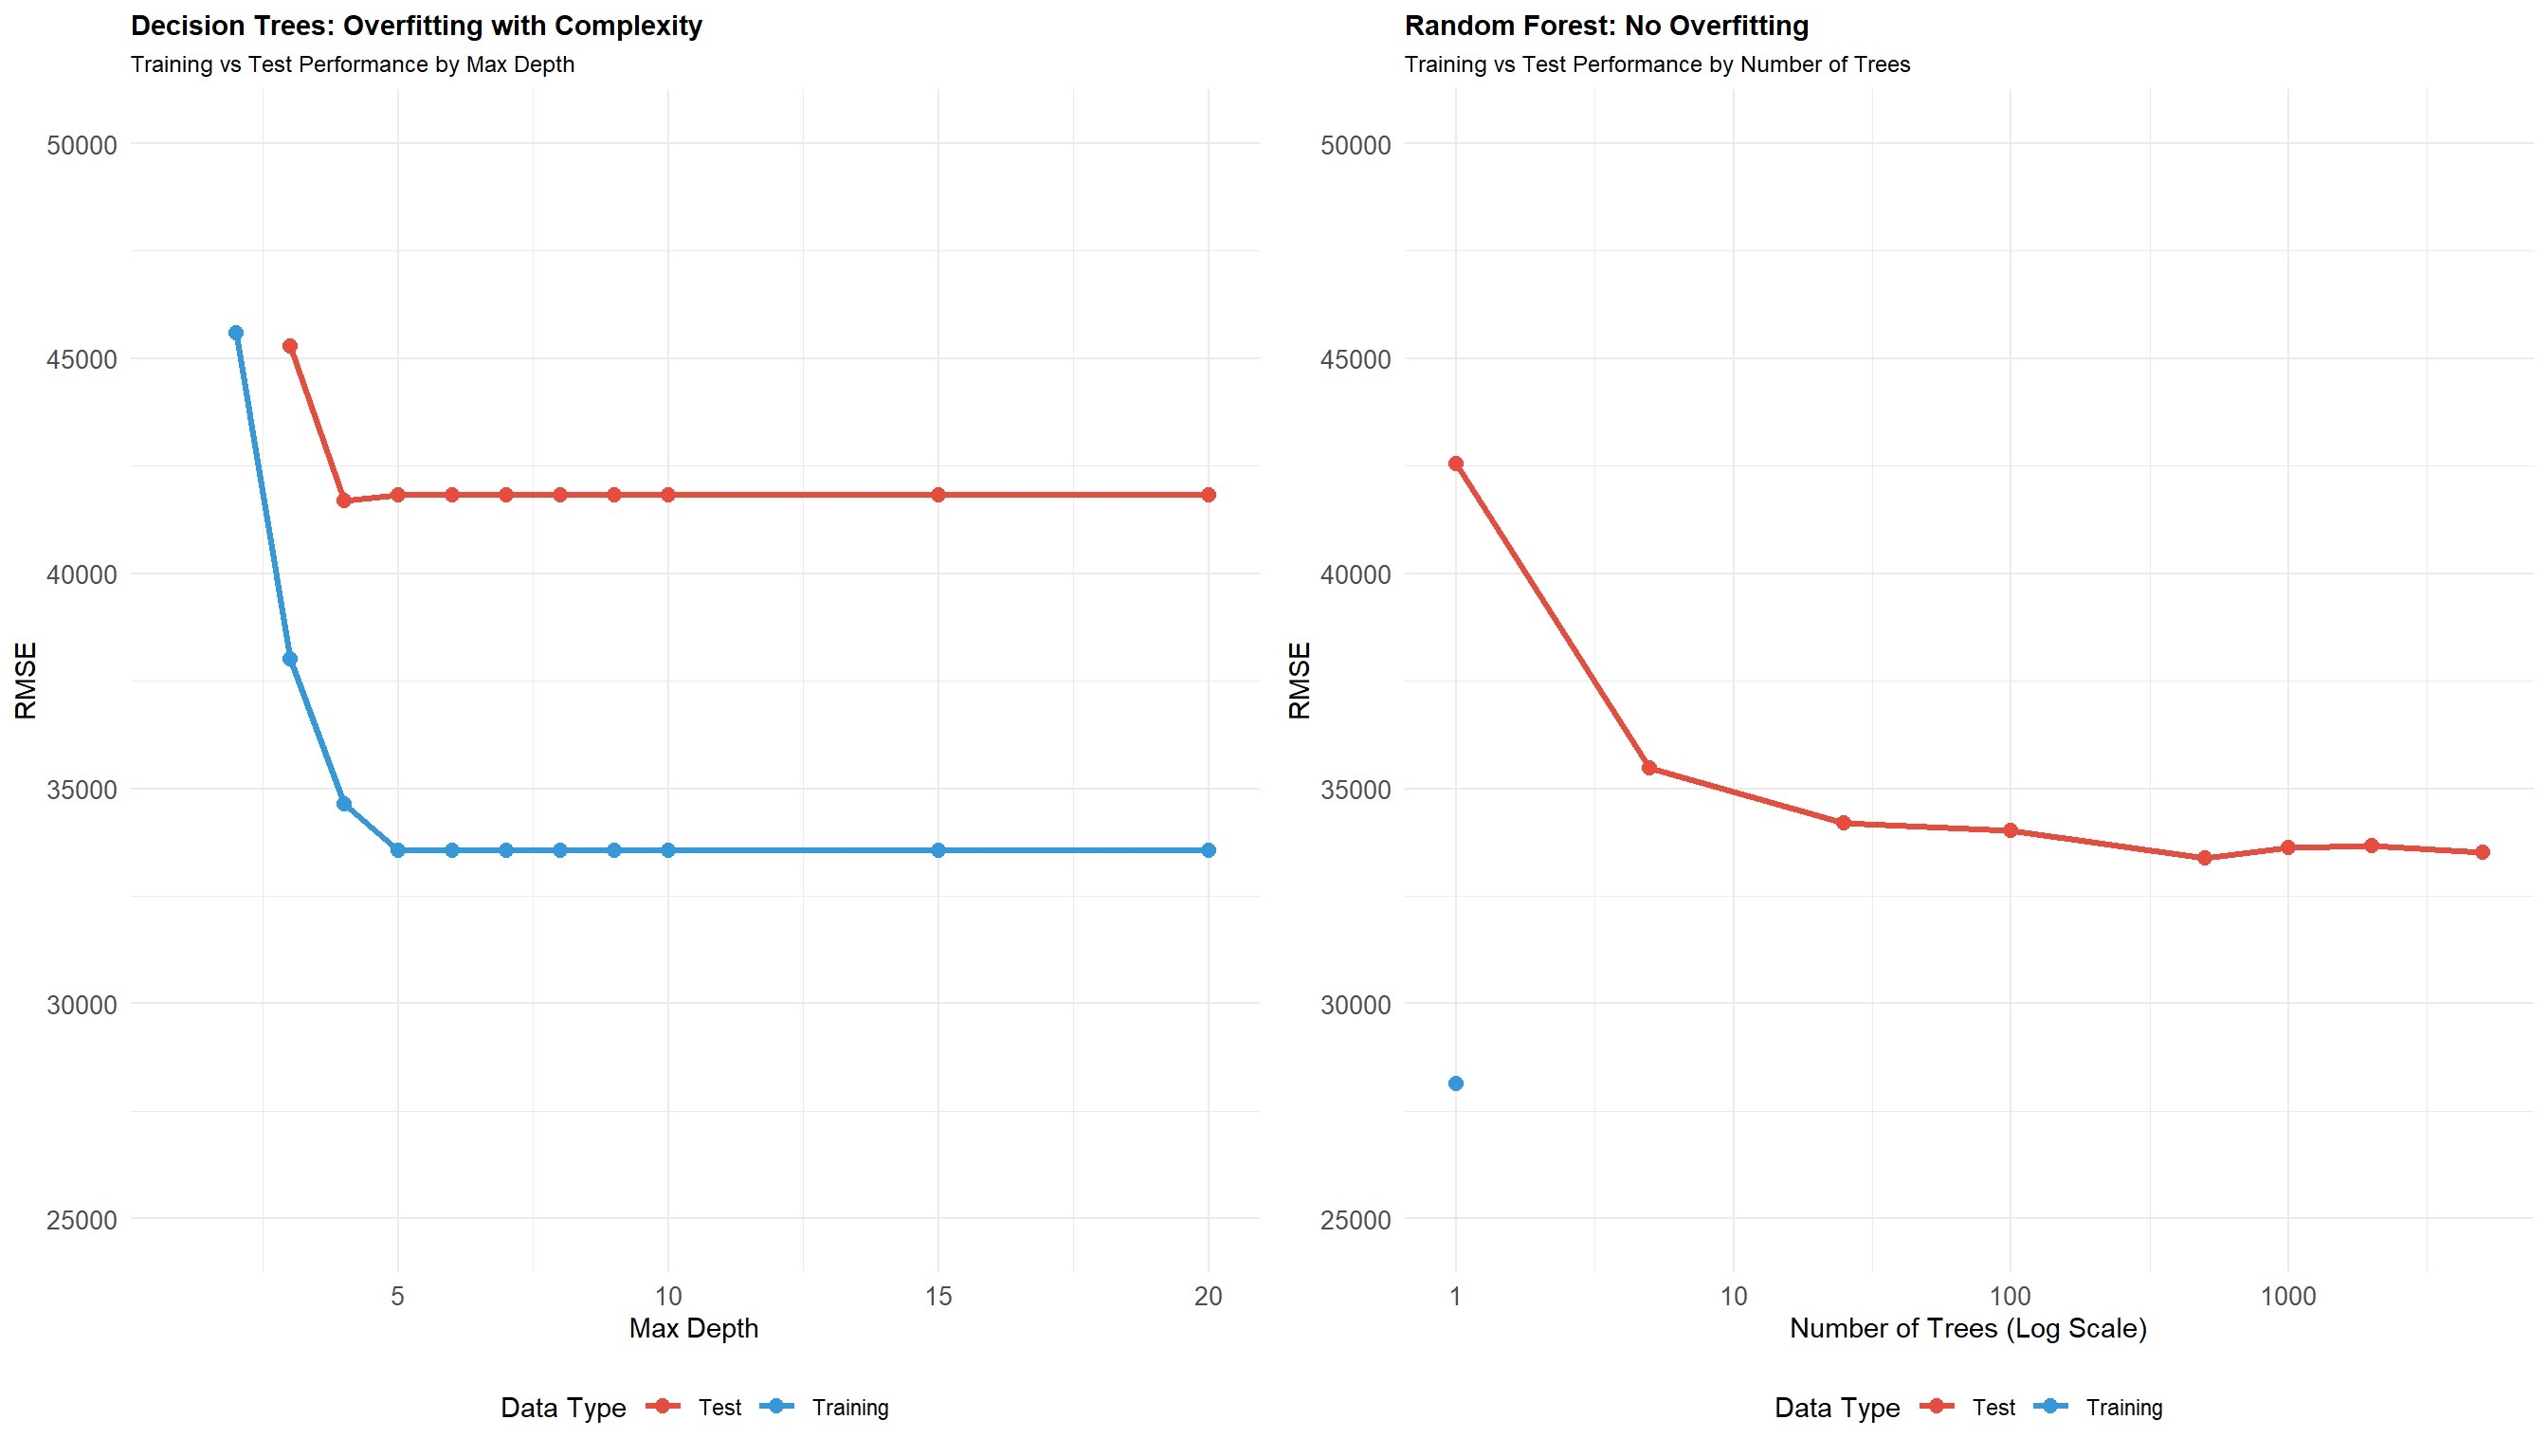 Decision Trees: Overfitting with Complexity
Training vs Test Performance by Max Depth
50000
45000
40000
35000
30000
25000
RMSE
5 10 15 20
Max Depth
Data Type Test Training
Random Forest: No Overfitting
Training vs Test Performance by Number of Trees
50000
45000
40000
35000
30000
25000
RMSE
1 10 100 1000
Number of Trees (Log Scale)
Data Type Test Training